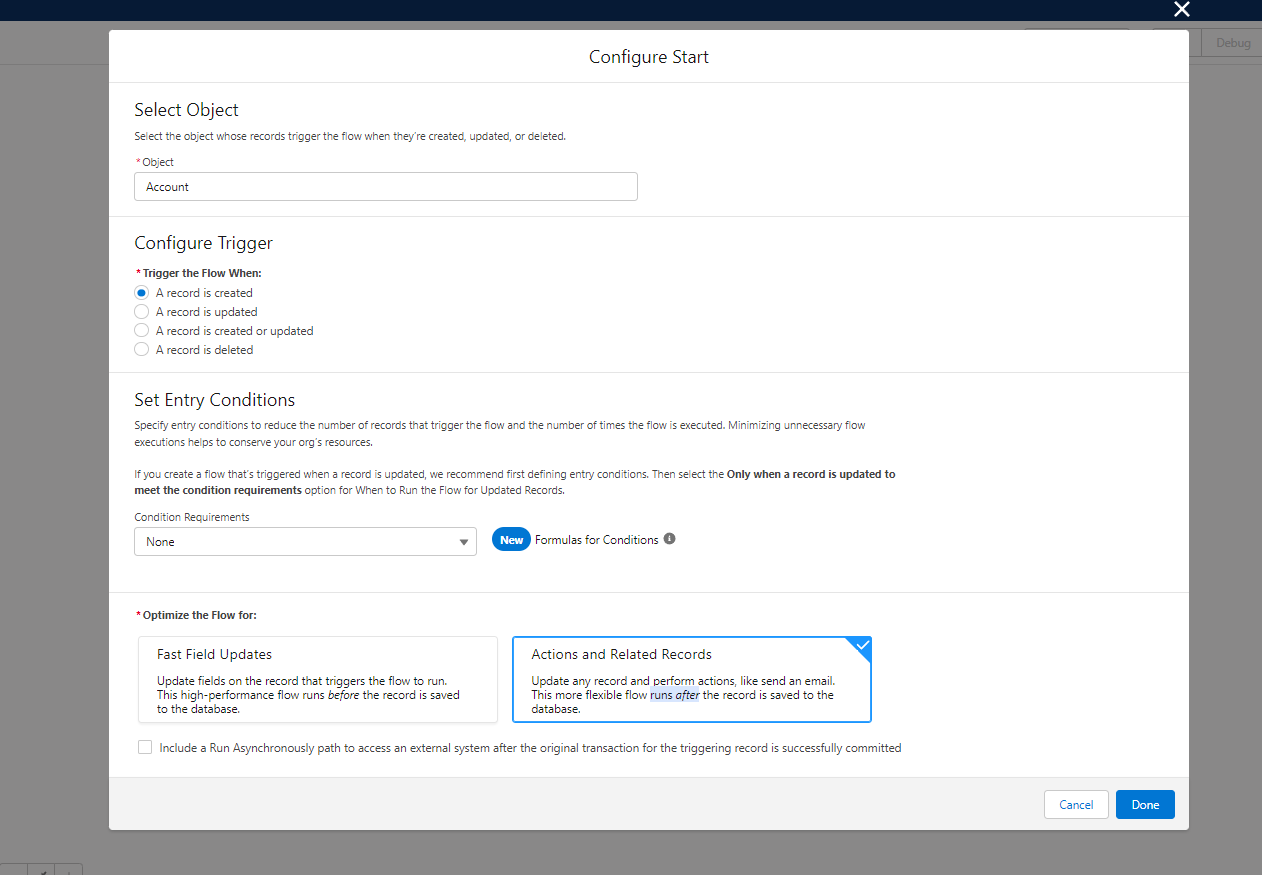 Debug
Configure Start
Select Object
Select the object whose records trigger the flow when they're created, updated, or deleted.
* Object
Account
Configure Trigger
* Trigger the Flow When:
A record is created
A record is updated
A record is created or updated
A record is deleted
Set Entry Conditions
Specify entry conditions to reduce the number of records that trigger the flow and the number of times the flow is executed. Minimizing unnecessary flow
executions helps to conserve your org's resources.
If you create a flow that's triggered when a record is updated, we recommend first defining entry conditions. Then select the Only when a record is updated to
meet the condition requirements option for When to Run the Flow for Updated Records.
Condition Requirements
None
New Formulas for Conditions
* Optimize the Flow for:
Fast Field Updates
Update fields on the record that triggers the flow to run.
This high-performance flow runs before the record is saved
to the database.
Actions and Related Records
Update any record and perform actions, like send an email.
This more flexible flow runs after the record is saved to the
database.
Include a Run Asynchronously path to access an external system after the original transaction for the triggering record is successfully committed
Cancel
Done